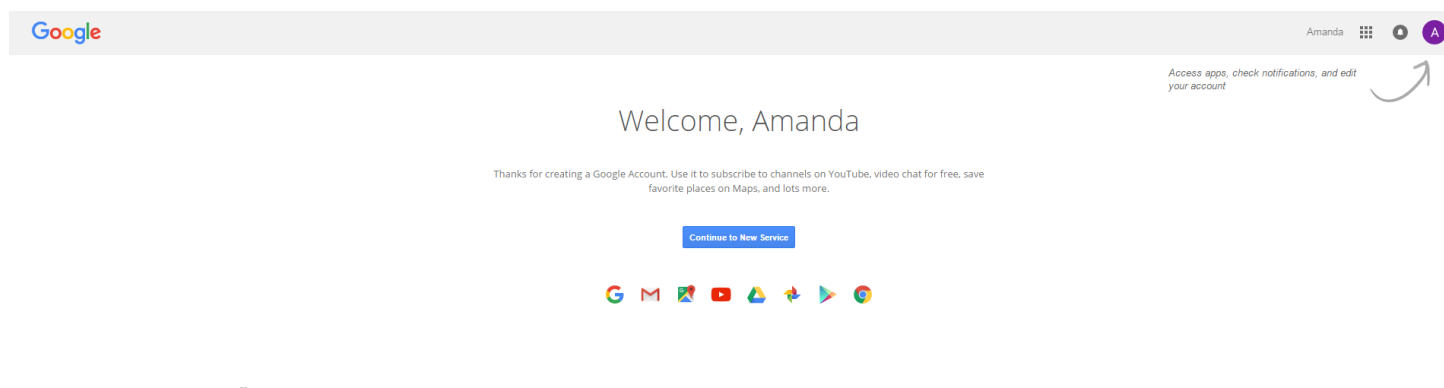 Google
Amanda
A
Access apps, check notifications, and edit
your account
Welcome, Amanda
Thanks for creating a Google Account. Use it to subscribe to channels on YouTube, video chat for free, save
favorite places on Maps, and lots more.
Continue to New Service